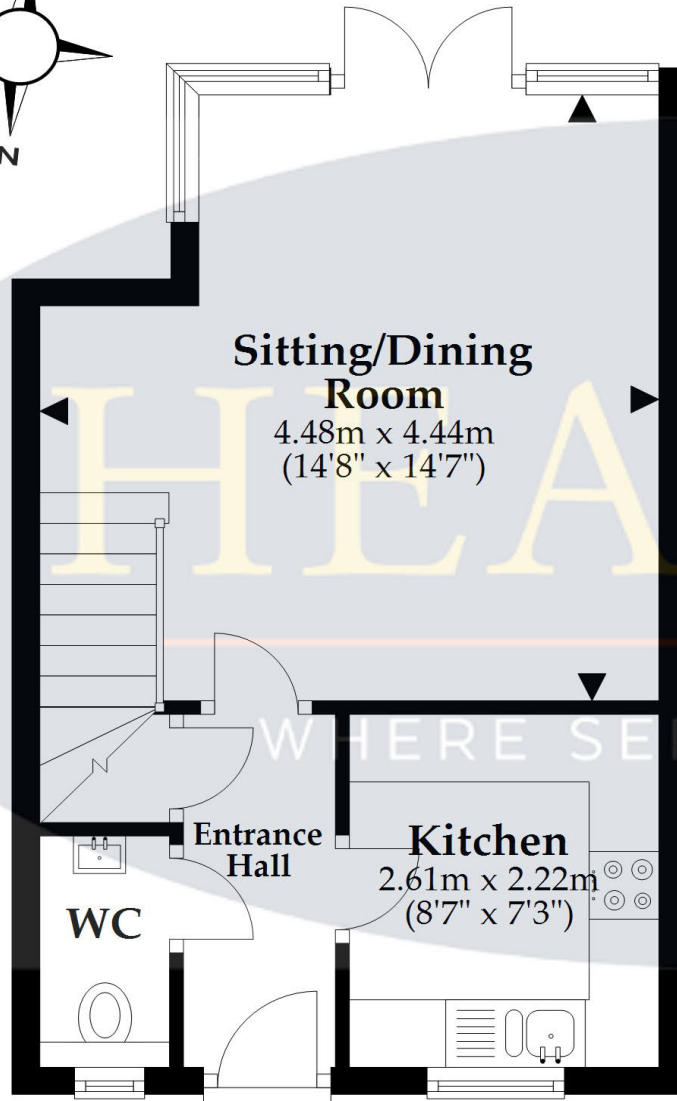 N
Sitting/Dining
Room
4.48m x 4.44m
(14'8" x 14'7")
HEA
WHERE SE
Entrance
Hall
Kitchen
2.61m x 2.22m
(8'7" x 7'3")
WC